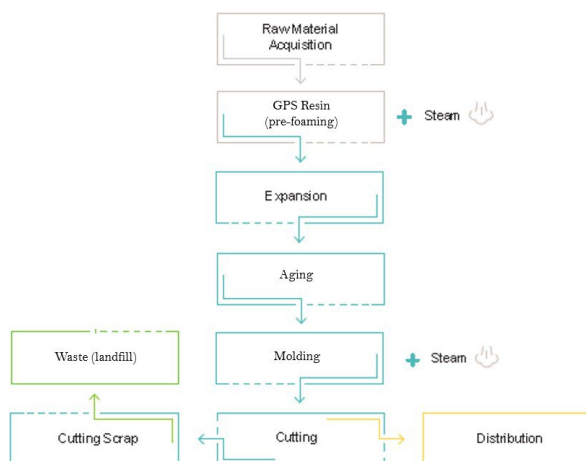 Raw Material
Acquisition
GPS Resin
(pre-foaming)
+ Steam
Expansion
Aging
Molding
+ Steam
Waste (landfill)
Cutting Scrap
Cutting
Distribution